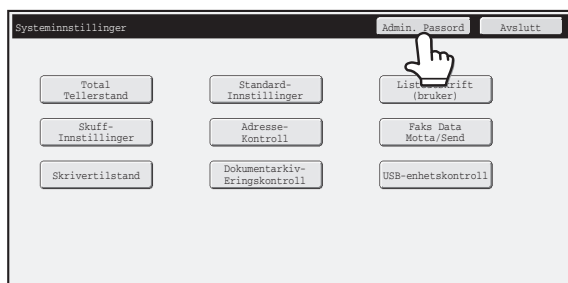 Systeminnstillinger
Admin. Passord
Avslutt
Total
Tellerstand
Standard-
Innstillinger
(bruker)
Skuff-
Innstillinger
Adresse-
Kontroll
Faks Data
Motta/Send
Skrivertilstand
Dokumentarkiv-
Eringskontroll
USB-enhetskontroll